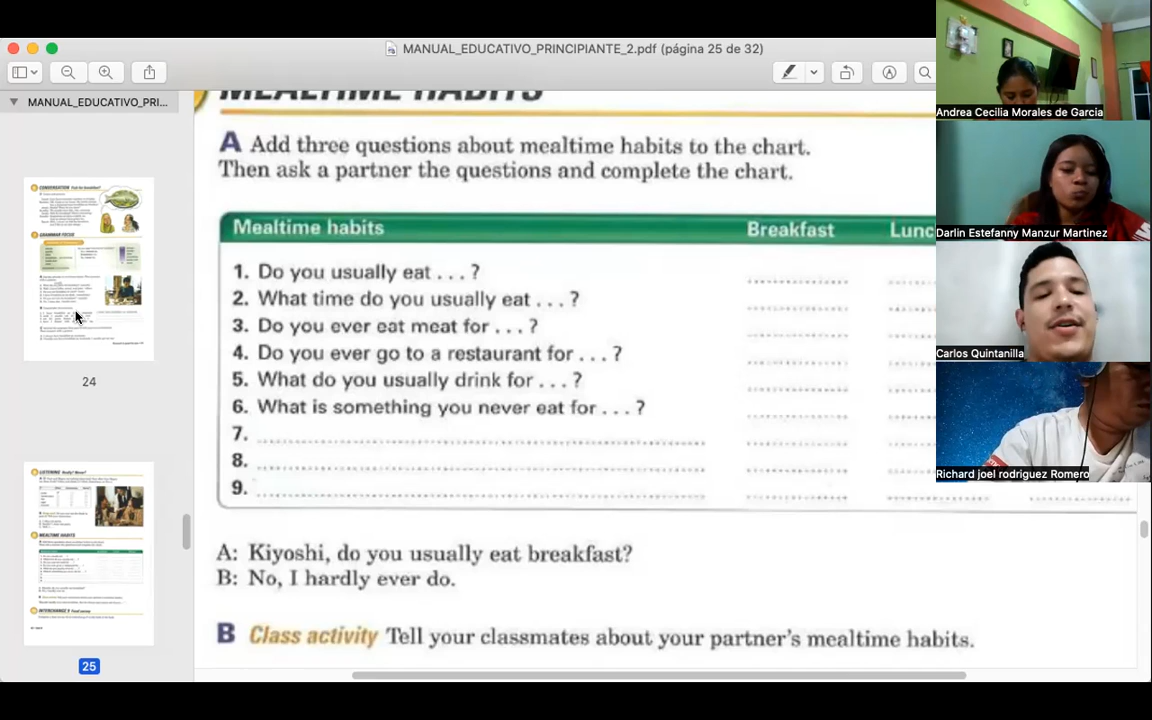 MANUAL_EDUCATIVO_PRINCIPIANTE_2.pdf (página 25 de 32)
MANUAL_EDUCATIVO_PRI...
24
25
MEALTIME HABITS
A Add three questions about mealtime habits to the chart.
Then ask a partner the questions and complete the chart.
Mealtime habits Breakfast Lunc
1. Do you usually eat . . . ?
2. What time do you usually eat . . . ?
3. Do you ever eat meat for . . . ?
4. Do you ever go to a restaurant for . . . ?
5. What do you usually drink for . . . ?
6. What is something you never eat for . . . ?
7.
8.
9.
A: Kiyoshi, do you usually eat breakfast?
B: No, I hardly ever do.
B Class activity Tell your classmates about your partner's mealtime habits.
Andrea Cecilia Morales de Garcia
Darlin Estefanny Manzur Martinez
Carlos Quintanilla
Richard joel rodriguez Romero